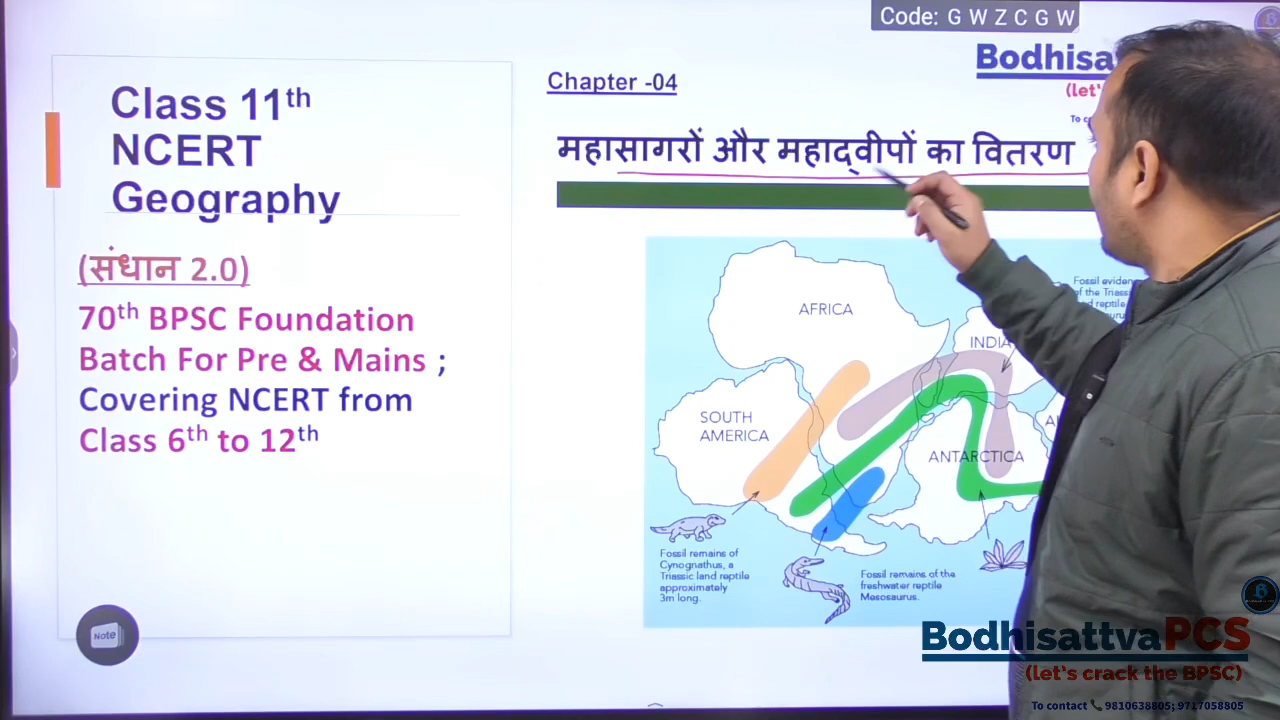 Code: G W Z C G W
Class 11th
NCERT
Geography
(संधान 2.0)
70th BPSC Foundation
Batch For Pre & Mains ;
Covering NCERT from
Class 6th to 12th
Note
Chapter -04
महासागरों और महाद्वीपों का वितरण
AFRICA
INDIA
SOUTH
AMERICA
ANTARCTICA
of the
Fossil remains of
Cynognathus, a
Triassic land reptile
approximately
3m long.
Fossil remains of the
freshwater reptile
Mesosaurus.
BodhisattvaPCS
(let's crack the BPSC)
To contact 9810638805; 9717058805